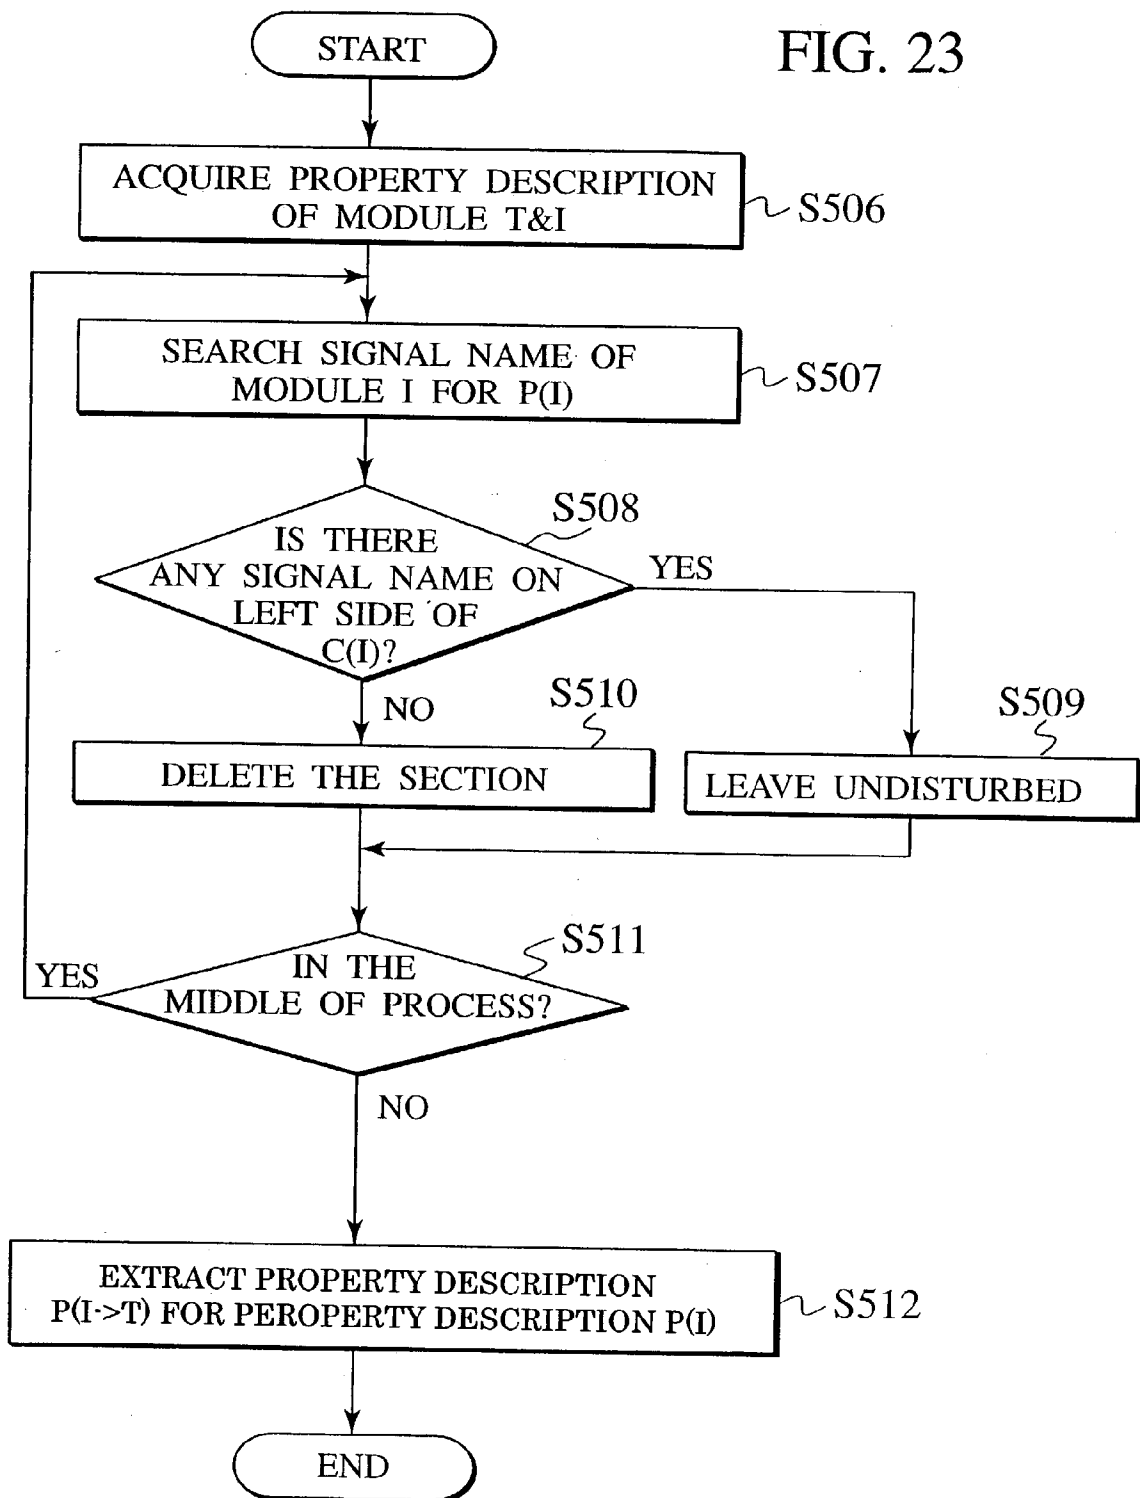 START
FIG. 23
ACQUIRE PROPERTY DESCRIPTION
OF MODULE T&I
S506
SEARCH SIGNAL NAME OF
MODULE I FOR P(I)
S507
S508
IS THERE
ANY SIGNAL NAME ON
LEFT SIDE OF
C(I)?
YES
NO
S510
DELETE THE SECTION
S509
LEAVE UNDISTURBED
S511
IN THE
MIDDLE OF PROCESS?
YES
NO
EXTRACT PROPERTY DESCRIPTION
P(I->T) FOR PEROPERTY DESCRIPTION P(I)
S512
END